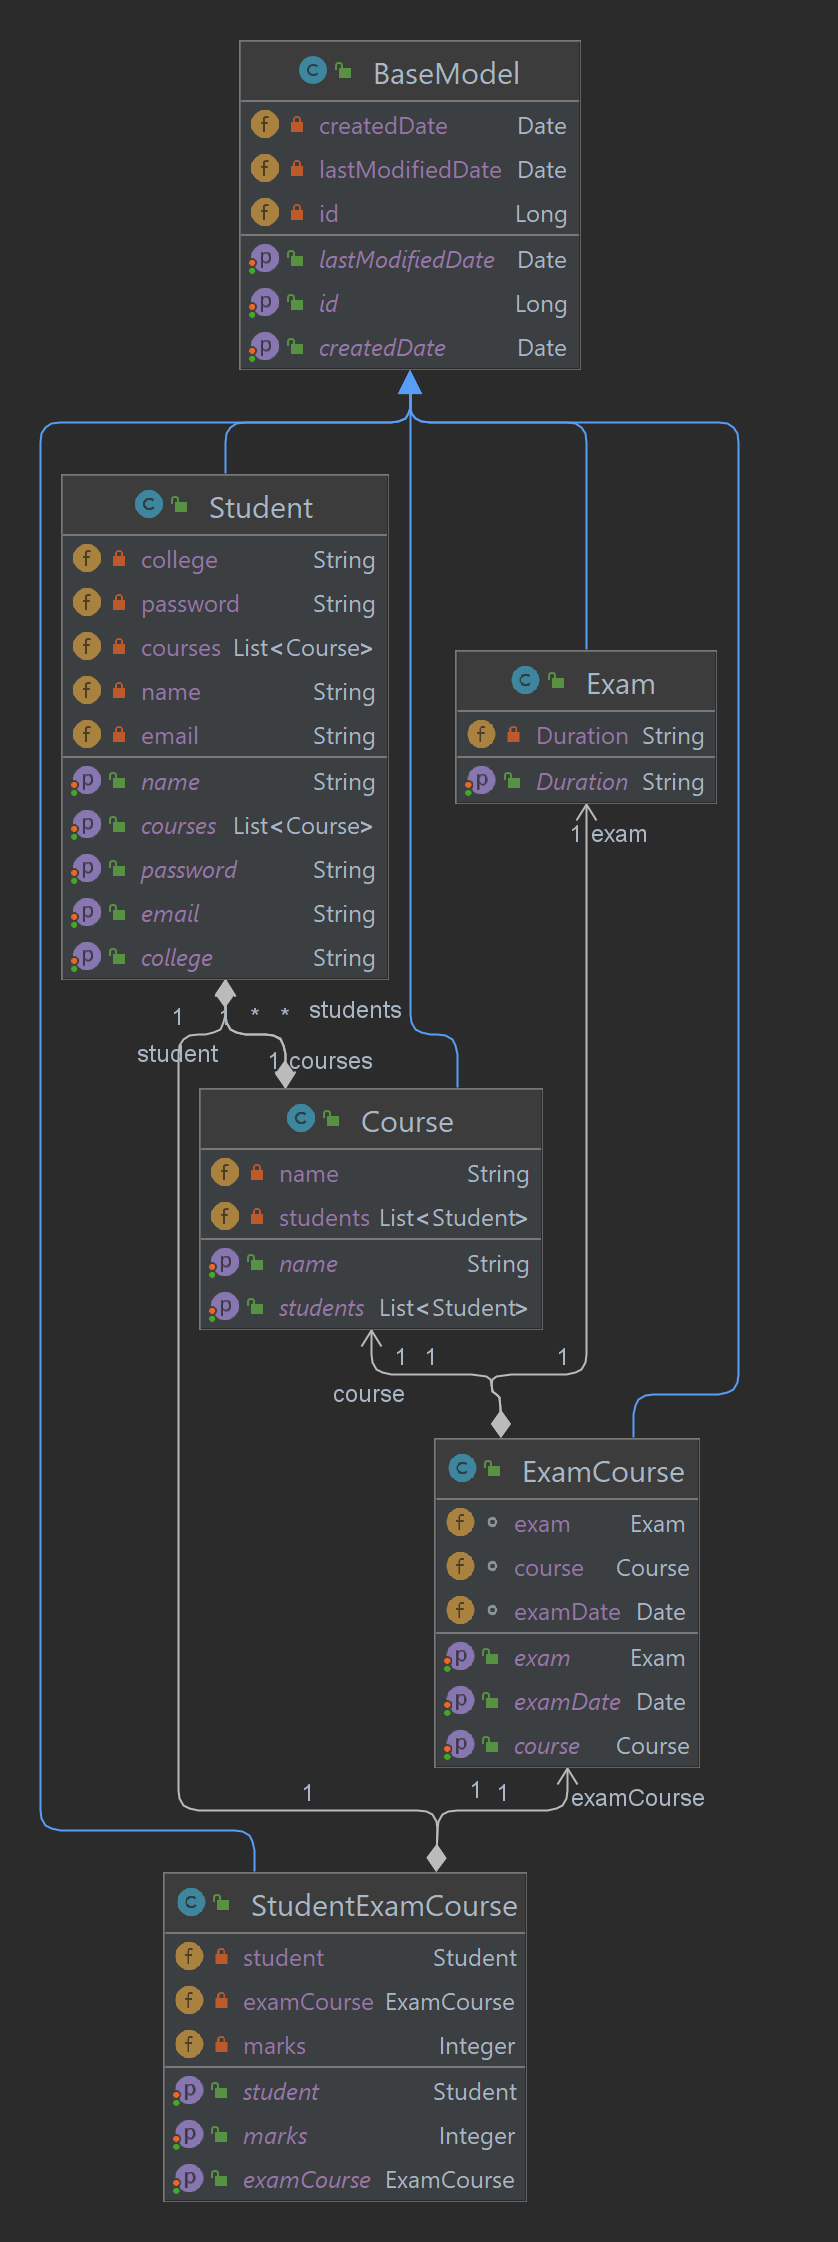 BaseModel
createdDate Date
lastModifiedDate Date
id Long
lastModifiedDate Date
id Long
createdDate Date
Student
college String
password String
courses List<Course>
name String
email String
name String
courses List<Course>
password String
email String
college String
Exam
Duration String
Duration String
1 exam
1 1 * * students
student
1 courses
Course
name String
students List<Student>
name String
students List<Student>
1 1 1
course
ExamCourse
exam Exam
course Course
examDate Date
exam Exam
examDate Date
course Course
1 1 1 examCourse
StudentExamCourse
student Student
examCourse ExamCourse
marks Integer
student Student
marks Integer
examCourse ExamCourse